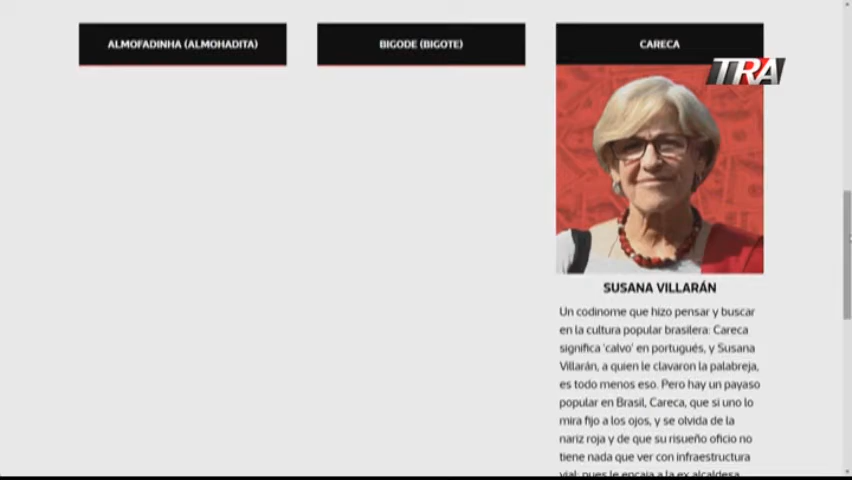 ALMOFADINHA (ALMOHADITA)
BIGODE (BIGOTE)
CARECA
TRA
SUSANA VILLARÁN
Un codinome que hizo pensar y buscar
en la cultura popular brasilera: Careca
significa 'calvo' en portugués, y Susana
Villarán, a quien le clavaron la palabreja,
es todo menos eso. Pero hay un payaso
popular en Brasil, Careca, que si uno lo
mira fijo a los ojos, y se olvida de la
nariz roja y de que su risueño oficio no
tiene nada que ver con infraestructura
vial; pues le encaja a la ex alcaldesa